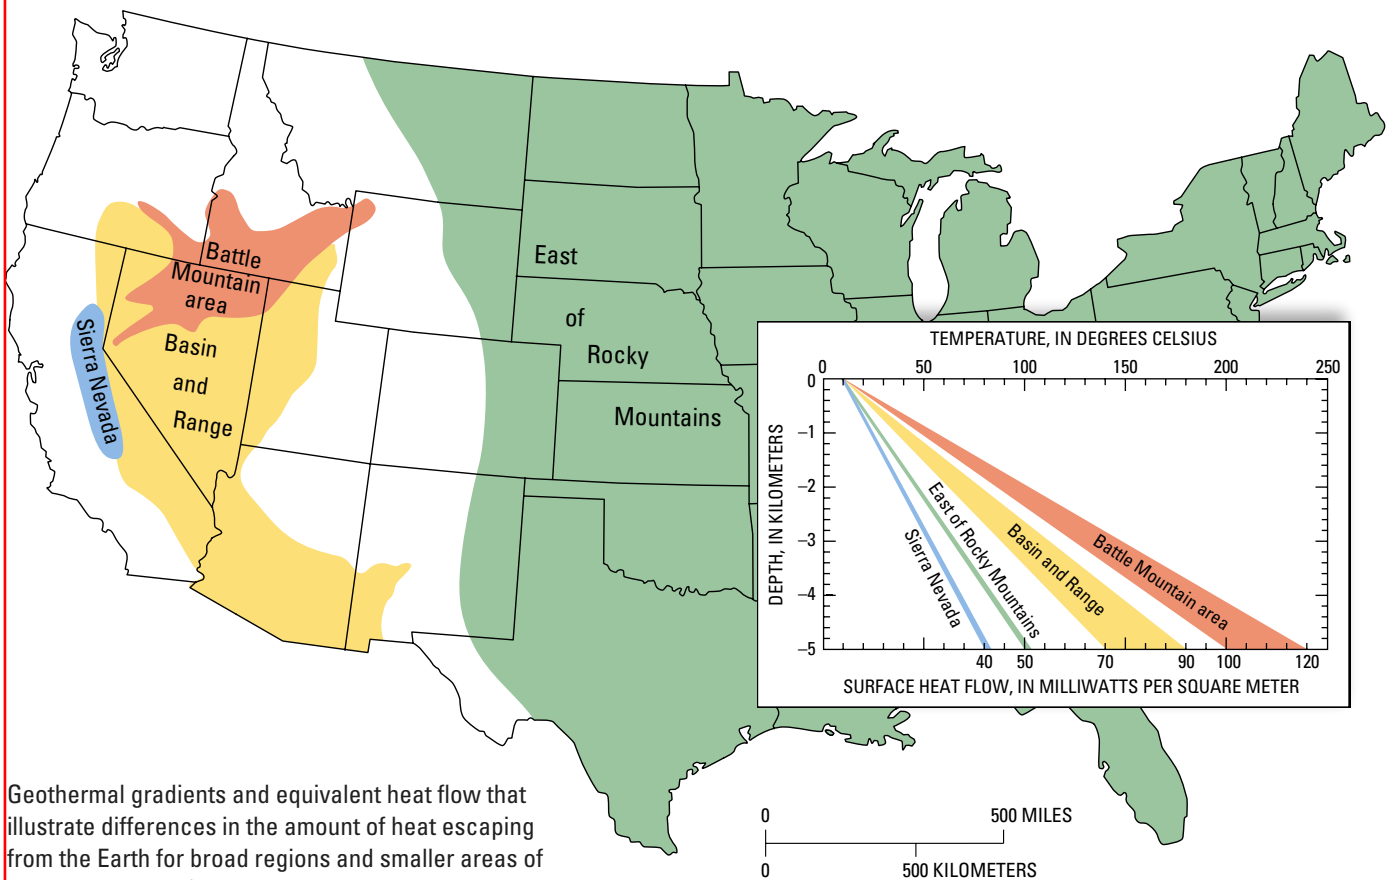 Battle
Mountain
area
Basin
and
Range
Sierra Nevada
East
of
Rocky
Mountains
TEMPERATURE, IN DEGREES CELSIUS
0 50 100 150 200 250
DEPTH, IN KILOMETERS
0
–1
–2
–3
–4
–5
Sierra Nevada
East of Rocky Mountains
Basin and Range
Battle Mountain area
40 50 70 90 100 120
SURFACE HEAT FLOW, IN MILLIWATTS PER SQUARE METER
Geothermal gradients and equivalent heat flow that
illustrate differences in the amount of heat escaping
from the Earth for broad regions and smaller areas of
0 500 MILES
0 500 KILOMETERS